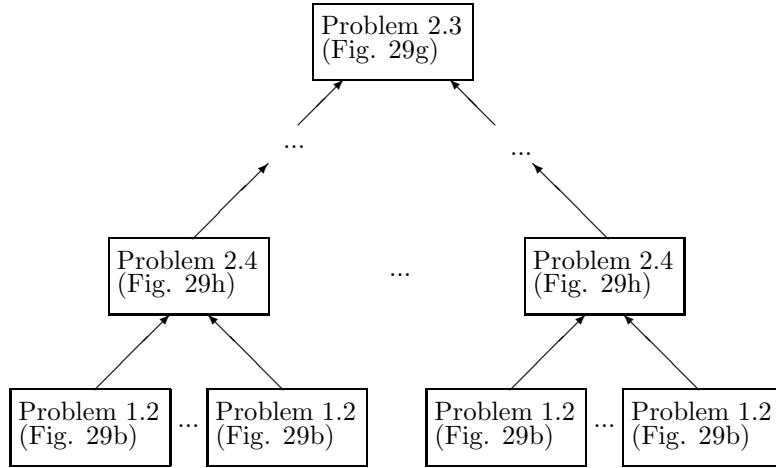 Problem 2.3
(Fig. 29g)
...
...
Problem 2.4
(Fig. 29h)
...
Problem 2.4
(Fig. 29h)
Problem 1.2
(Fig. 29b)
...
Problem 1.2
(Fig. 29b)
Problem 1.2
(Fig. 29b)
...
Problem 1.2
(Fig. 29b)